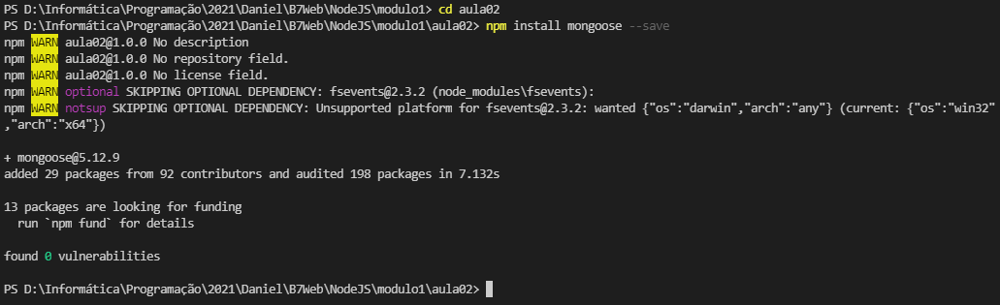 PS D:\Informática\Programação\2021\Daniel\B7Web\NodeJS\modulo1> cd aula02
PS D:\Informática\Programação\2021\Daniel\B7Web\NodeJS\modulo1\aula02> npm install mongoose --save
npm WARN aula02@1.0.0 No description
npm WARN aula02@1.0.0 No repository field.
npm WARN aula02@1.0.0 No license field.
npm WARN optional SKIPPING OPTIONAL DEPENDENCY: fsevents@2.3.2 (node_modules\fsevents):
npm WARN notsup SKIPPING OPTIONAL DEPENDENCY: Unsupported platform for fsevents@2.3.2: wanted {"os":"darwin","arch":"any"} (current: {"os":"win32"
,"arch":"x64"})
+ mongoose@5.12.9
added 29 packages from 92 contributors and audited 198 packages in 7.132s
13 packages are looking for funding
run `npm fund` for details
found 0 vulnerabilities
PS D:\Informática\Programação\2021\Daniel\B7Web\NodeJS\modulo1\aula02>